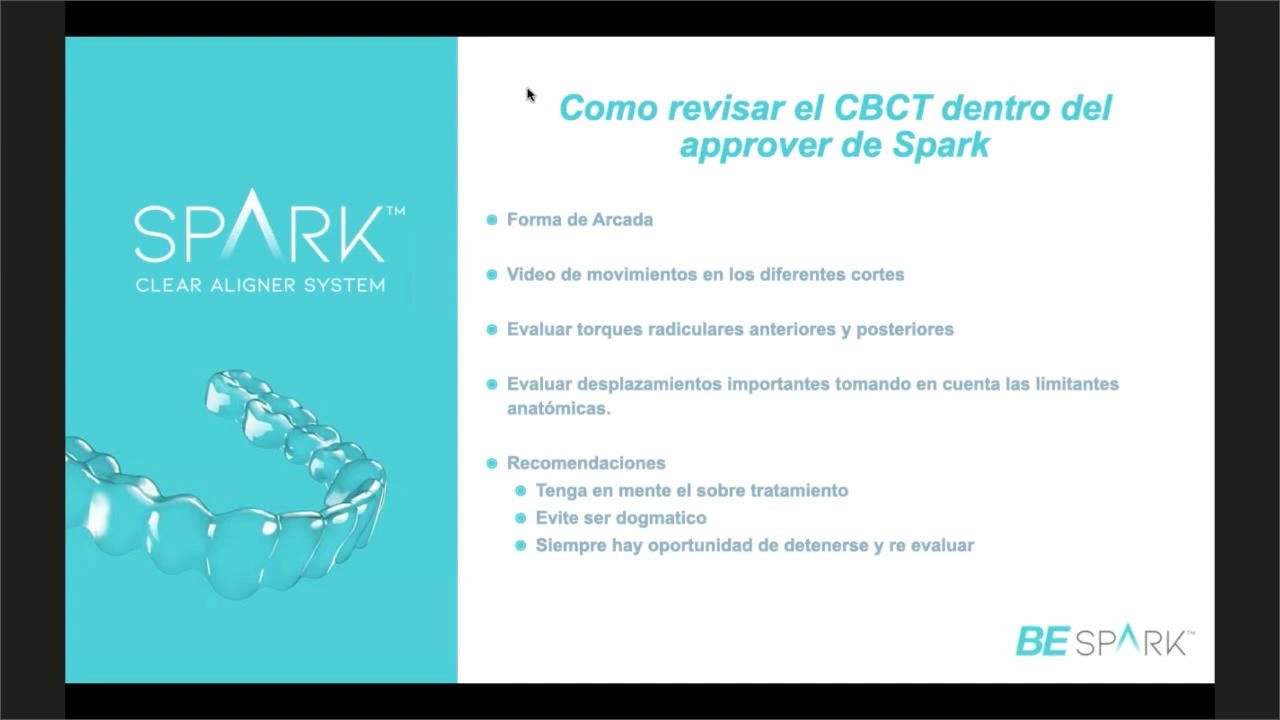 SPARK™
CLEAR ALIGNER SYSTEM
Como revisar el CBCT dentro del
approver de Spark
Forma de Arcada
Video de movimientos en los diferentes cortes
Evaluar torques radiculares anteriores y posteriores
Evaluar desplazamientos importantes tomando en cuenta las limitantes
anatómicas.
Recomendaciones
Tenga en mente el sobre tratamiento
Evite ser dogmatico
Siempre hay oportunidad de detenerse y re evaluar
BE SPARK™